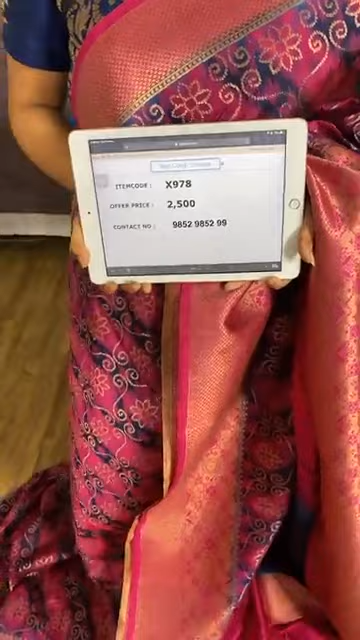 ITEMCODE : X978
OFFER PRICE : 2,500
CONTACT NO : 9852 9852 99